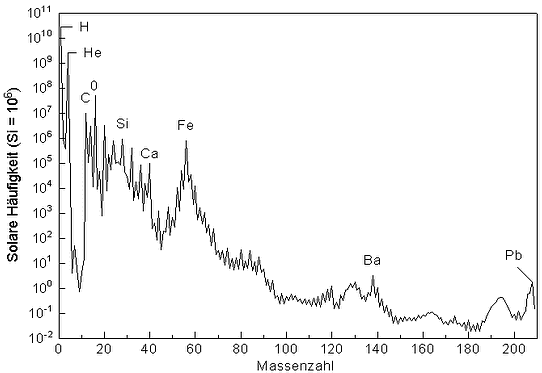 10^11
10^10
10^9
10^8
10^7
10^6
10^5
10^4
10^3
10^2
10^1
10^0
10^-1
10^-2
Solare Häufigkeit (Si = 10^6)
H
He
C
0
Si
Ca
Fe
Ba
Pb
0 20 40 60 80 100 120 140 160 180 200
Massenzahl